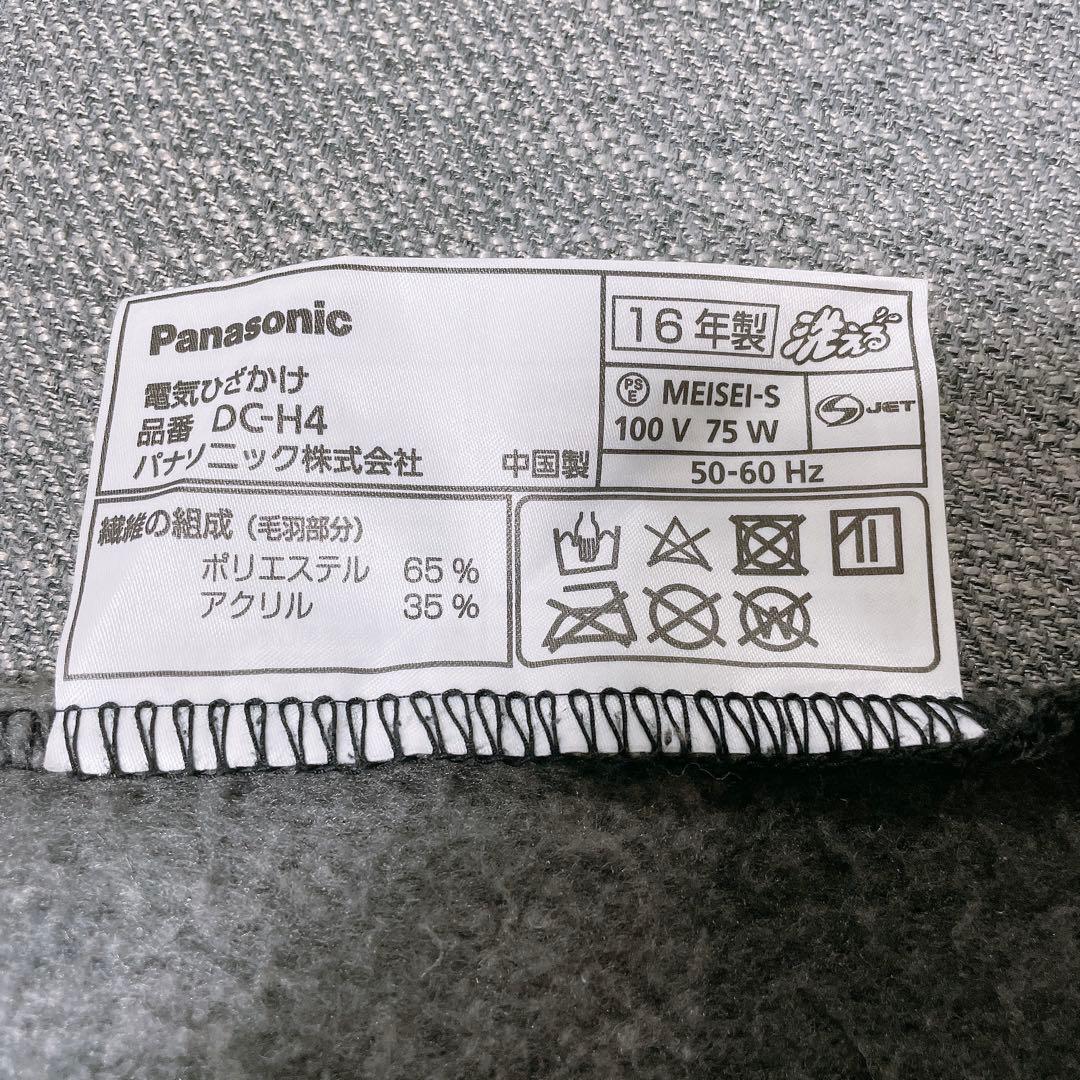 Panasonic
電気ひざかけ
品番 DC-H4
パナソニック株式会社 中国製
16年製
洗える
PS
E
MEISEI-S
100 V 75 W
S JET
50-60 Hz
繊維の組成(毛羽部分)
ポリエステル 65%
アクリル 35%
W